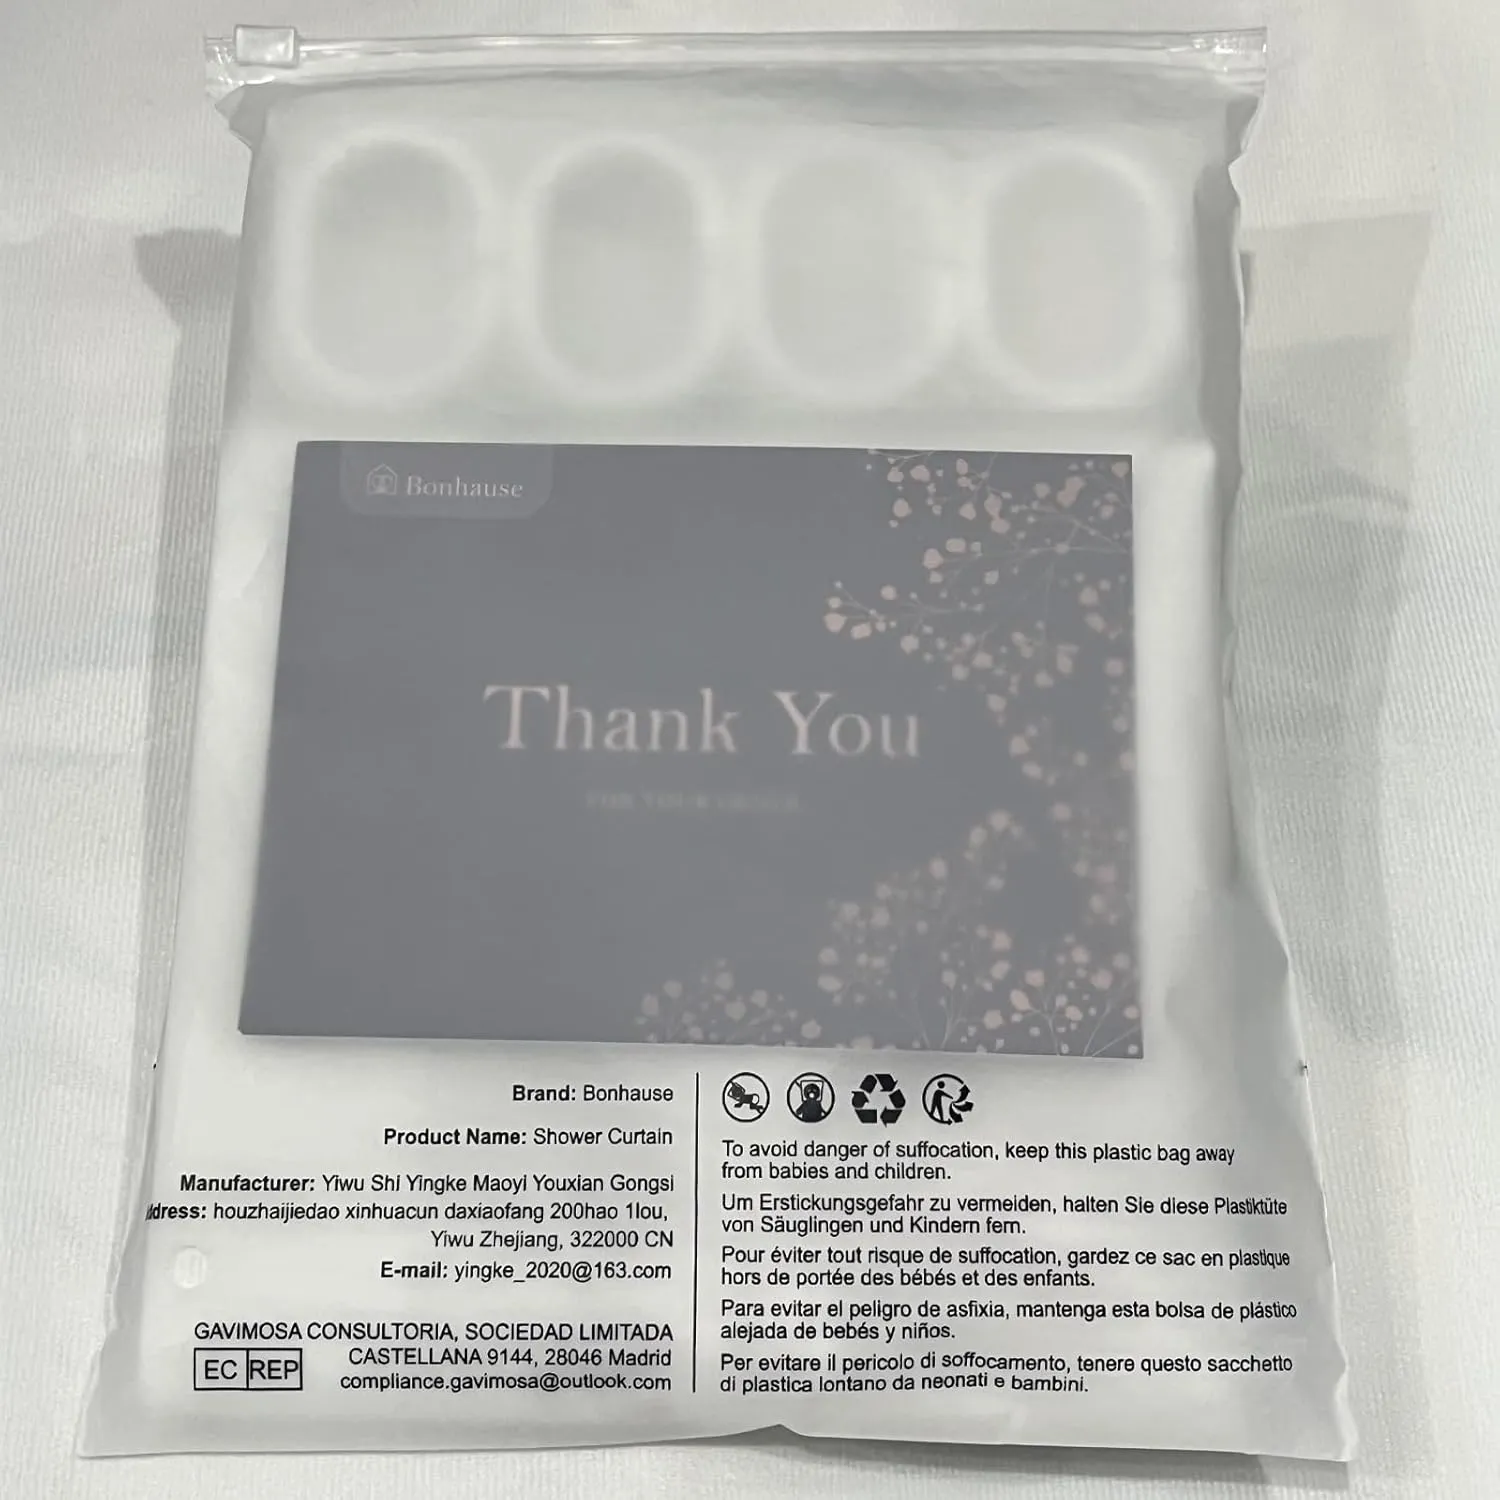 Bonhause
Thank You
FOR YOUR ORDER
Brand: Bonhause
Product Name: Shower Curtain
Manufacturer: Yiwu Shi Yingke Maoyi Youxian Gongsi
ddress: houzhaijiedao xinhuacun daxiaofang 200hao 1lou,
Yiwu Zhejiang, 322000 CN
E-mail: yingke_2020@163.com
GAVIMOSA CONSULTORIA, SOCIEDAD LIMITADA
EC REP
CASTELLANA 9144, 28046 Madrid
compliance.gavimosa@outlook.com
To avoid danger of suffocation, keep this plastic bag away
from babies and children.
Um Erstickungsgefahr zu vermeiden, halten Sie diese Plastiktüte
von Säuglingen und Kindern fern.
Pour éviter tout risque de suffocation, gardez ce sac en plastique
hors de portée des bébés et des enfants.
Para evitar el peligro de asfixia, mantenga esta bolsa de plástico
alejada de bebés y niños.
Per evitare il pericolo di soffocamento, tenere questo sacchetto
di plastica lontano da neonati e bambini.